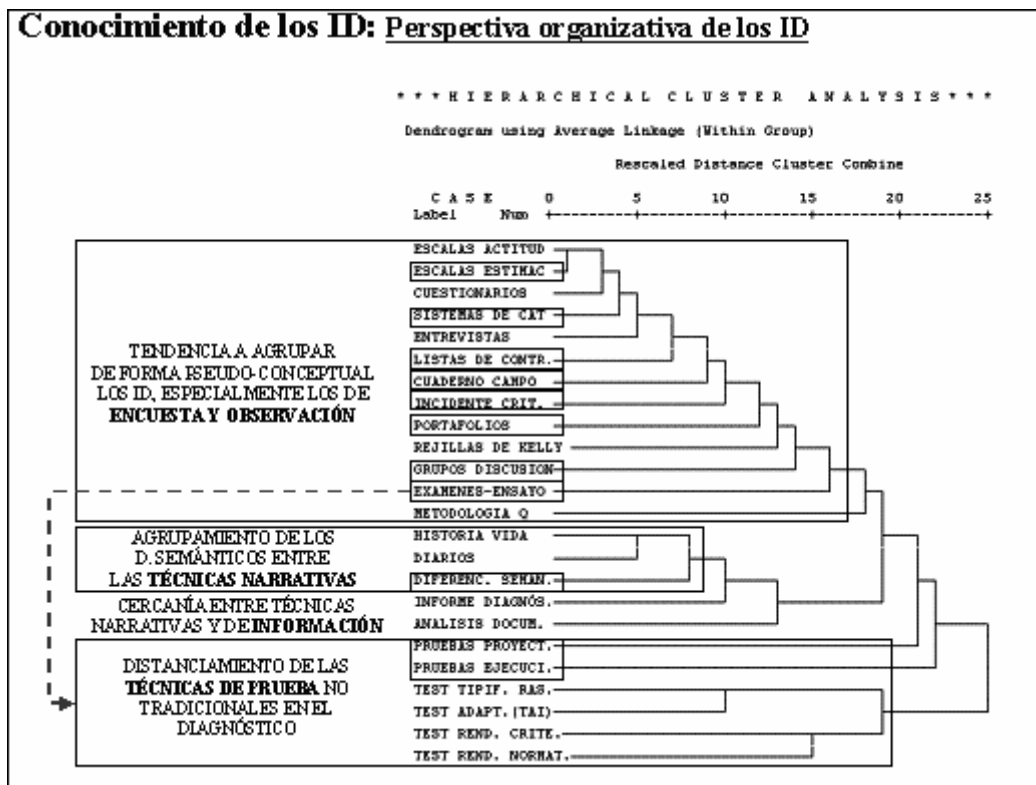 Conocimiento de los ID: Perspectiva organizativa de los ID
* * * H I E R A R C H I C A L C L U S T E R A N A L Y S I S * * *
Dendrogram using Average Linkage (Within Group)
Rescaled Distance Cluster Combine
C A S E 0 5 10 15 20 25
Label Num +---------+---------+---------+---------+---------+
ESCALAS ACTITUD
ESCALAS ESTIMAC
CUESTIONARIOS
SISTEMAS DE CAT
ENTREVISTAS
LISTAS DE CONTR.
CUADERNO CAMPO
INCIDENTE CRIT.
PORTAFOLIOS
REJILLAS DE KELLY
GRUPOS DISCUSION
EXAMENES-ENSAYO
METODOLOGIA Q
HISTORIA VIDA
DIARIOS
DIFERENC. SEMAN.
INFORME DIAGNÓS.
ANALISIS DOCUM.
PRUEBAS PROYECT.
PRUEBAS EJECUCI.
TEST TIPIF. RAS.
TEST ADAPT.(TAI)
TEST REND. CRITE.
TEST REND. NORMAT.
TENDENCIA A AGRUPAR
DE FORMA PSEUDO-CONCEPTUAL
LOS ID, ESPECIALMENTE LOS DE
ENCUESTA Y OBSERVACIÓN
AGRUPAMIENTO DE LOS
D. SEMÁNTICOS ENTRE
LAS TÉCNICAS NARRATIVAS
CERCANÍA ENTRE TÉCNICAS
NARRATIVAS Y DE INFORMACIÓN
DISTANCIAMIENTO DE LAS
TÉCNICAS DE PRUEBA NO
TRADICIONALES EN EL
DIAGNÓSTICO